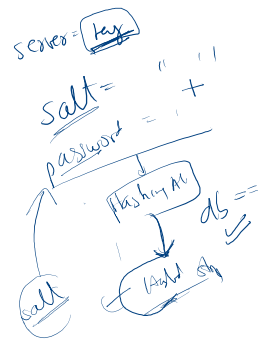 server = key
salt = " "
+
password = '
Hashing Al
db ==
salt